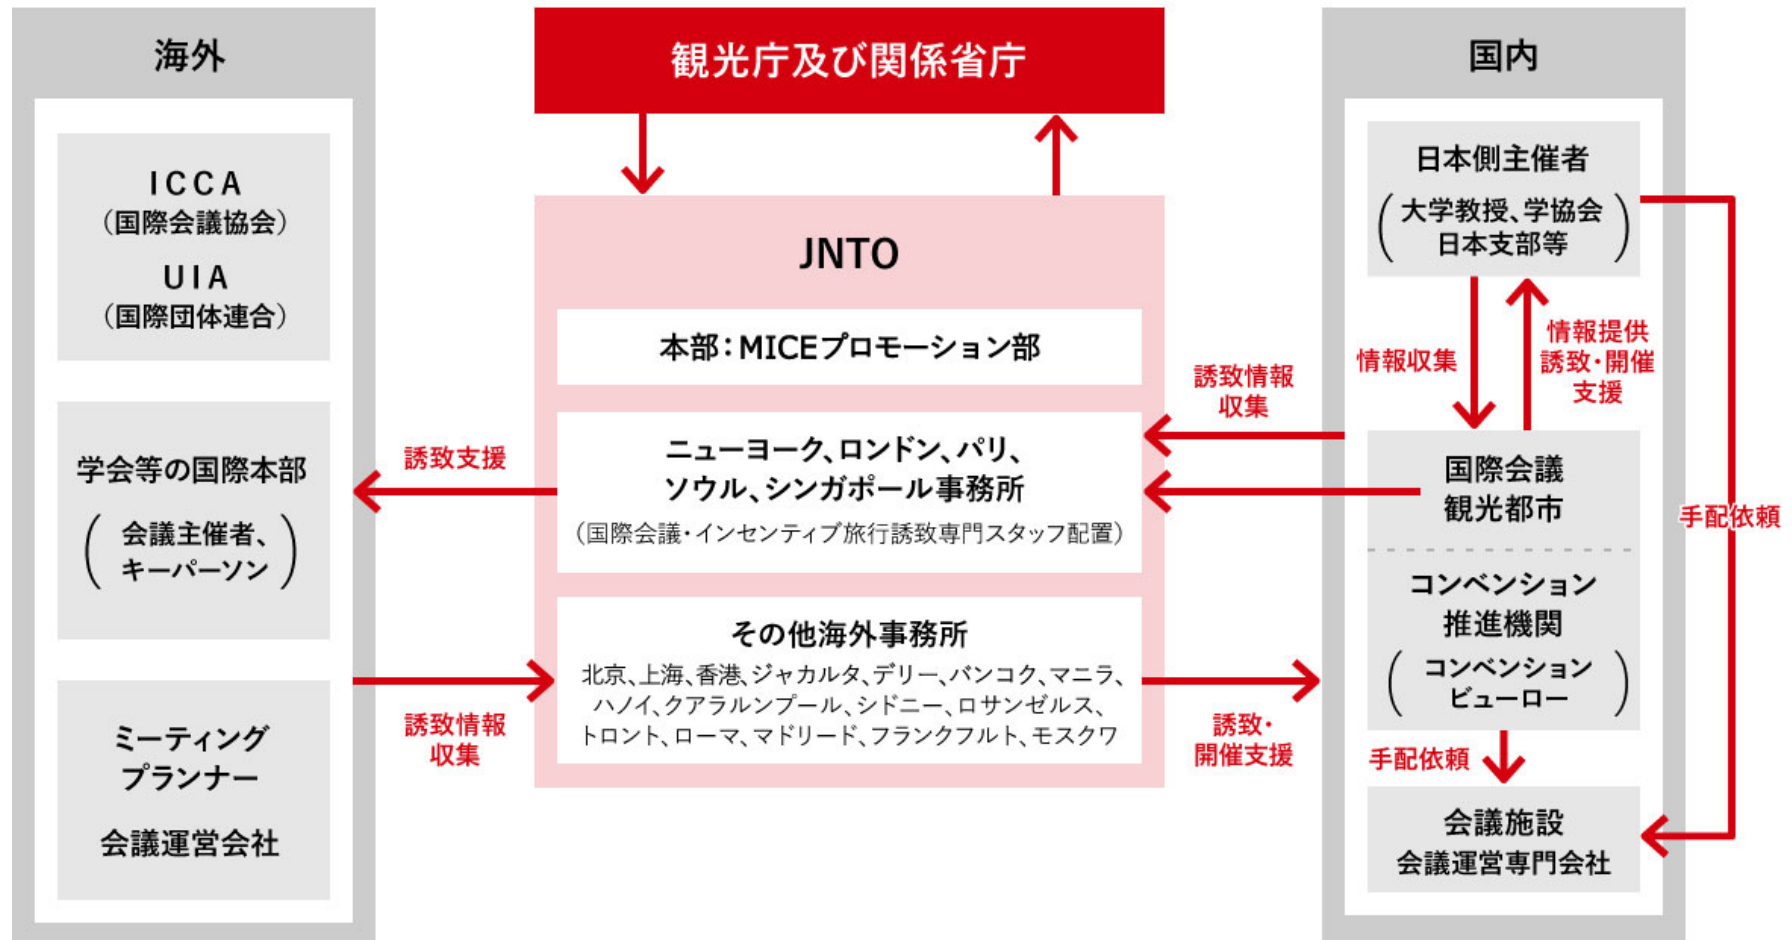 海外
ICCA
（国際会議協会）
UIA
（国際団体連合）
学会等の国際本部
（会議主催者、
キーパーソン）
ミーティング
プランナー
会議運営会社
誘致支援
誘致情報
収集
観光庁及び関係省庁
JNTO
本部：MICEプロモーション部
ニューヨーク、ロンドン、パリ、
ソウル、シンガポール事務所
（国際会議・インセンティブ旅行誘致専門スタッフ配置）
その他海外事務所
北京、上海、香港、ジャカルタ、デリー、バンコク、マニラ、
ハノイ、クアラルンプール、シドニー、ロサンゼルス、
トロント、ローマ、マドリード、フランクフルト、モスクワ
誘致情報
収集
誘致・
開催支援
国内
日本側主催者
（大学教授、学協会
日本支部等）
情報収集
情報提供
誘致・開催
支援
国際会議
観光都市
コンベンション
推進機関
（コンベンション
ビューロー）
手配依頼
手配依頼
会議施設
会議運営専門会社